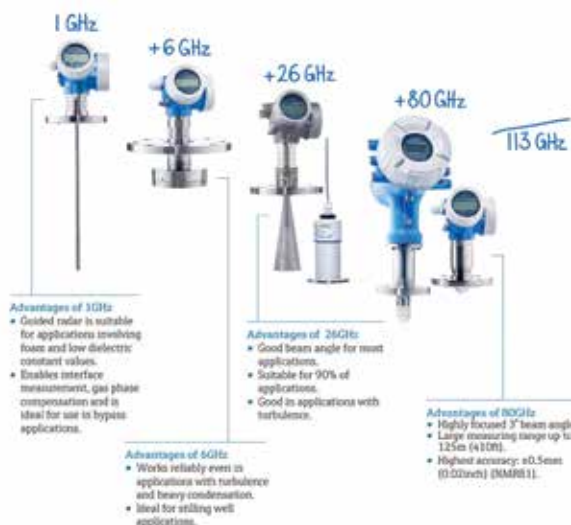 1 GHz
+6 GHz
+26 GHz
+80 GHz
113 GHz
Advantages of 1GHz
• Guided radar is suitable
for applications involving
foam and low dielectric
constant values.
• Enables interface
measurement, gas phase
compensation and is
ideal for use in bypass
applications.
Advantages of 6GHz
• Works reliably even in
applications with turbulence
and heavy condensation.
• Ideal for stilling well
applications.
Advantages of 26GHz
• Good beam angle for most
applications.
• Suitable for 90% of
applications.
• Good in applications with
turbulence.
Advantages of 80GHz
• Highly focused 3° beam angle
• Large measuring range up to
125m (410ft).
• Highest accuracy: ±0.5mm
(0.02inch) (NMR81).